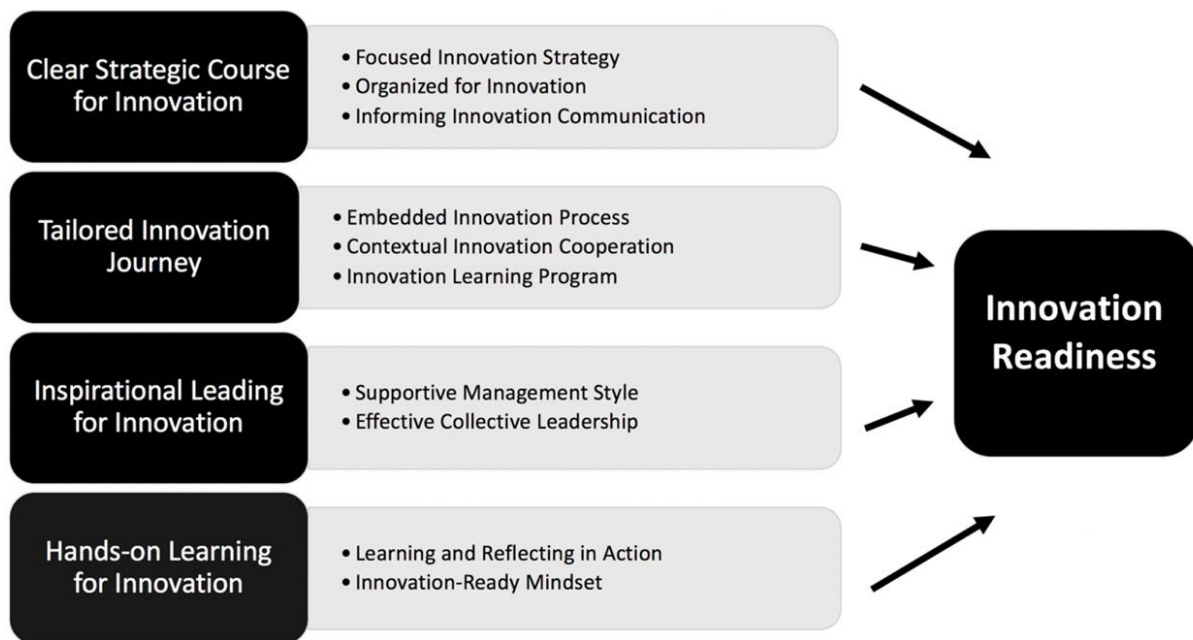 Clear Strategic Course
for Innovation
• Focused Innovation Strategy
• Organized for Innovation
• Informing Innovation Communication
Tailored Innovation
Journey
• Embedded Innovation Process
• Contextual Innovation Cooperation
• Innovation Learning Program
Inspirational Leading
for Innovation
• Supportive Management Style
• Effective Collective Leadership
Hands-on Learning
for Innovation
• Learning and Reflecting in Action
• Innovation-Ready Mindset
Innovation
Readiness